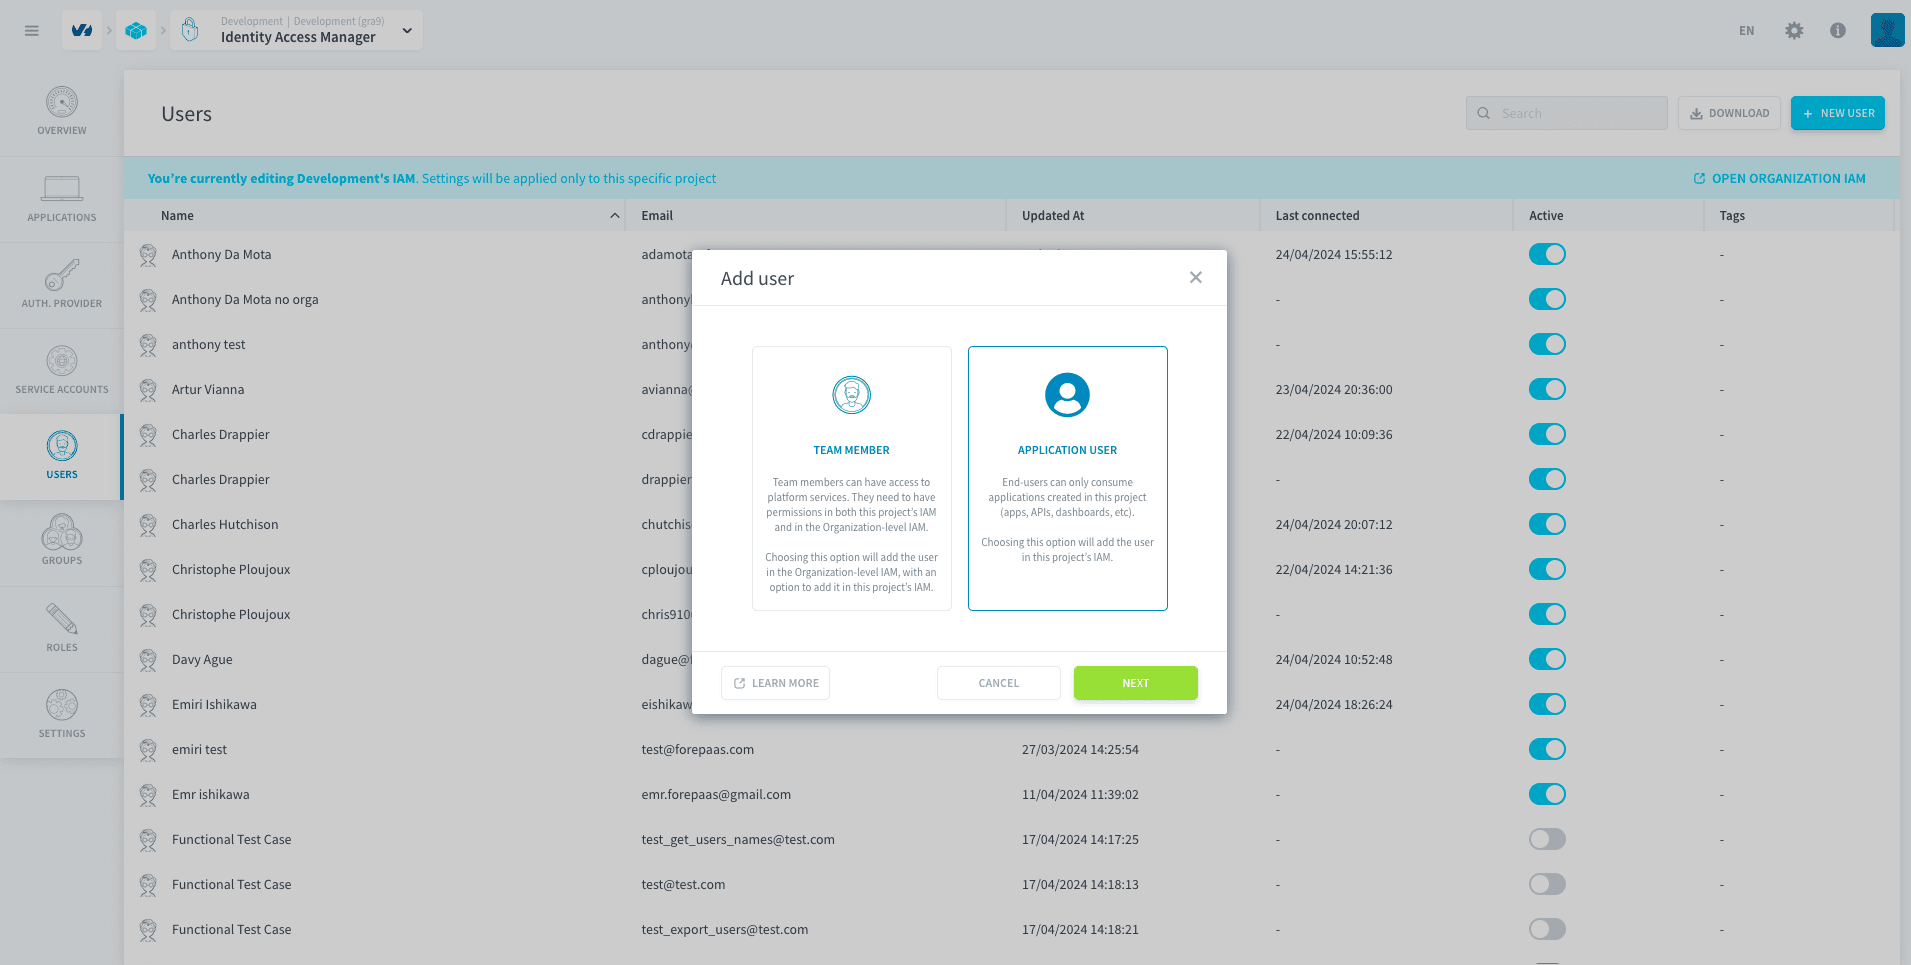 Development | Development (gra9)
Identity Access Manager
EN
OVERVIEW
APPLICATIONS
AUTH. PROVIDER
SERVICE ACCOUNTS
USERS
GROUPS
ROLES
SETTINGS
Users
Search
DOWNLOAD
+ NEW USER
You're currently editing Development's IAM. Settings will be applied only to this specific project
OPEN ORGANIZATION IAM
Name Email Updated At Last connected Active Tags
Anthony Da Mota adamota 24/04/2024 15:55:12 -
Anthony Da Mota no orga anthony - -
anthony test anthony - -
Artur Vianna avianna@ 23/04/2024 20:36:00 -
Charles Drappier cdrappie 22/04/2024 10:09:36 -
Charles Drappier drappier - -
Charles Hutchison chutchis 24/04/2024 20:07:12 -
Christophe Ploujoux cploujou 22/04/2024 14:21:36 -
Christophe Ploujoux chris910 - -
Davy Ague dague@ 24/04/2024 10:52:48 -
Emiri Ishikawa eishikaw 24/04/2024 18:26:24 -
emiri test test@forepaas.com 27/03/2024 14:25:54 - -
Emr ishikawa emr.forepaas@gmail.com 11/04/2024 11:39:02 - -
Functional Test Case test_get_users_names@test.com 17/04/2024 14:17:25 - -
Functional Test Case test@test.com 17/04/2024 14:18:13 - -
Functional Test Case test_export_users@test.com 17/04/2024 14:18:21 - -
Add user
TEAM MEMBER
Team members can have access to
platform services. They need to have
permissions in both this project's IAM
and in the Organization-level IAM.
Choosing this option will add the user
in the Organization-level IAM, with an
option to add it in this project's IAM.
APPLICATION USER
End-users can only consume
applications created in this project
(apps, APIs, dashboards, etc).
Choosing this option will add the user
in this project's IAM.
LEARN MORE
CANCEL
NEXT